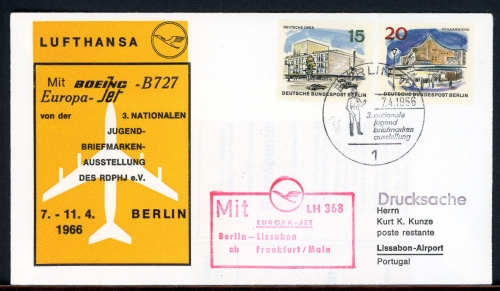 LUFTHANSA
Mit BOEING -B727
Europa-Jet
von der 3. NATIONALEN
JUGEND-
BRIEFMARKEN-
AUSSTELLUNG
DES RDPHJ e.V.
7. - 11. 4. BERLIN
1966
DEUTSCHE OPER
15
DEUTSCHE BUNDESPOST BERLIN
PHILHARMONIE
20
DEUTSCHE BUNDESPOST BERLIN
BERLIN
7.4.1966
3. nationale
jugend
briefmarken
ausstellung
1
Mit LH 368
EUROPA-JET
Berlin - Lissabon
ab Frankfurt/Main
Drucksache
Herrn
Kurt K. Kunze
poste restante
Lissabon-Airport
Portugal